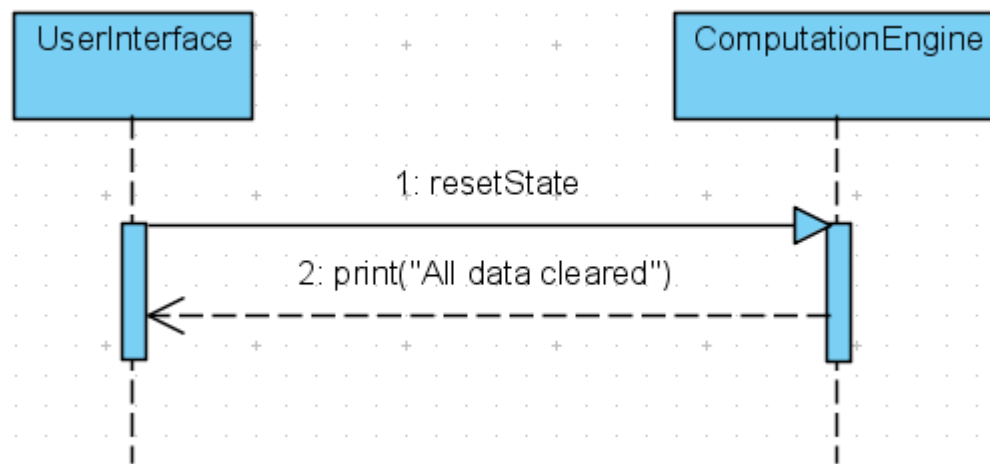 UserInterface
ComputationEngine
1: resetState
2: print("All data cleared")